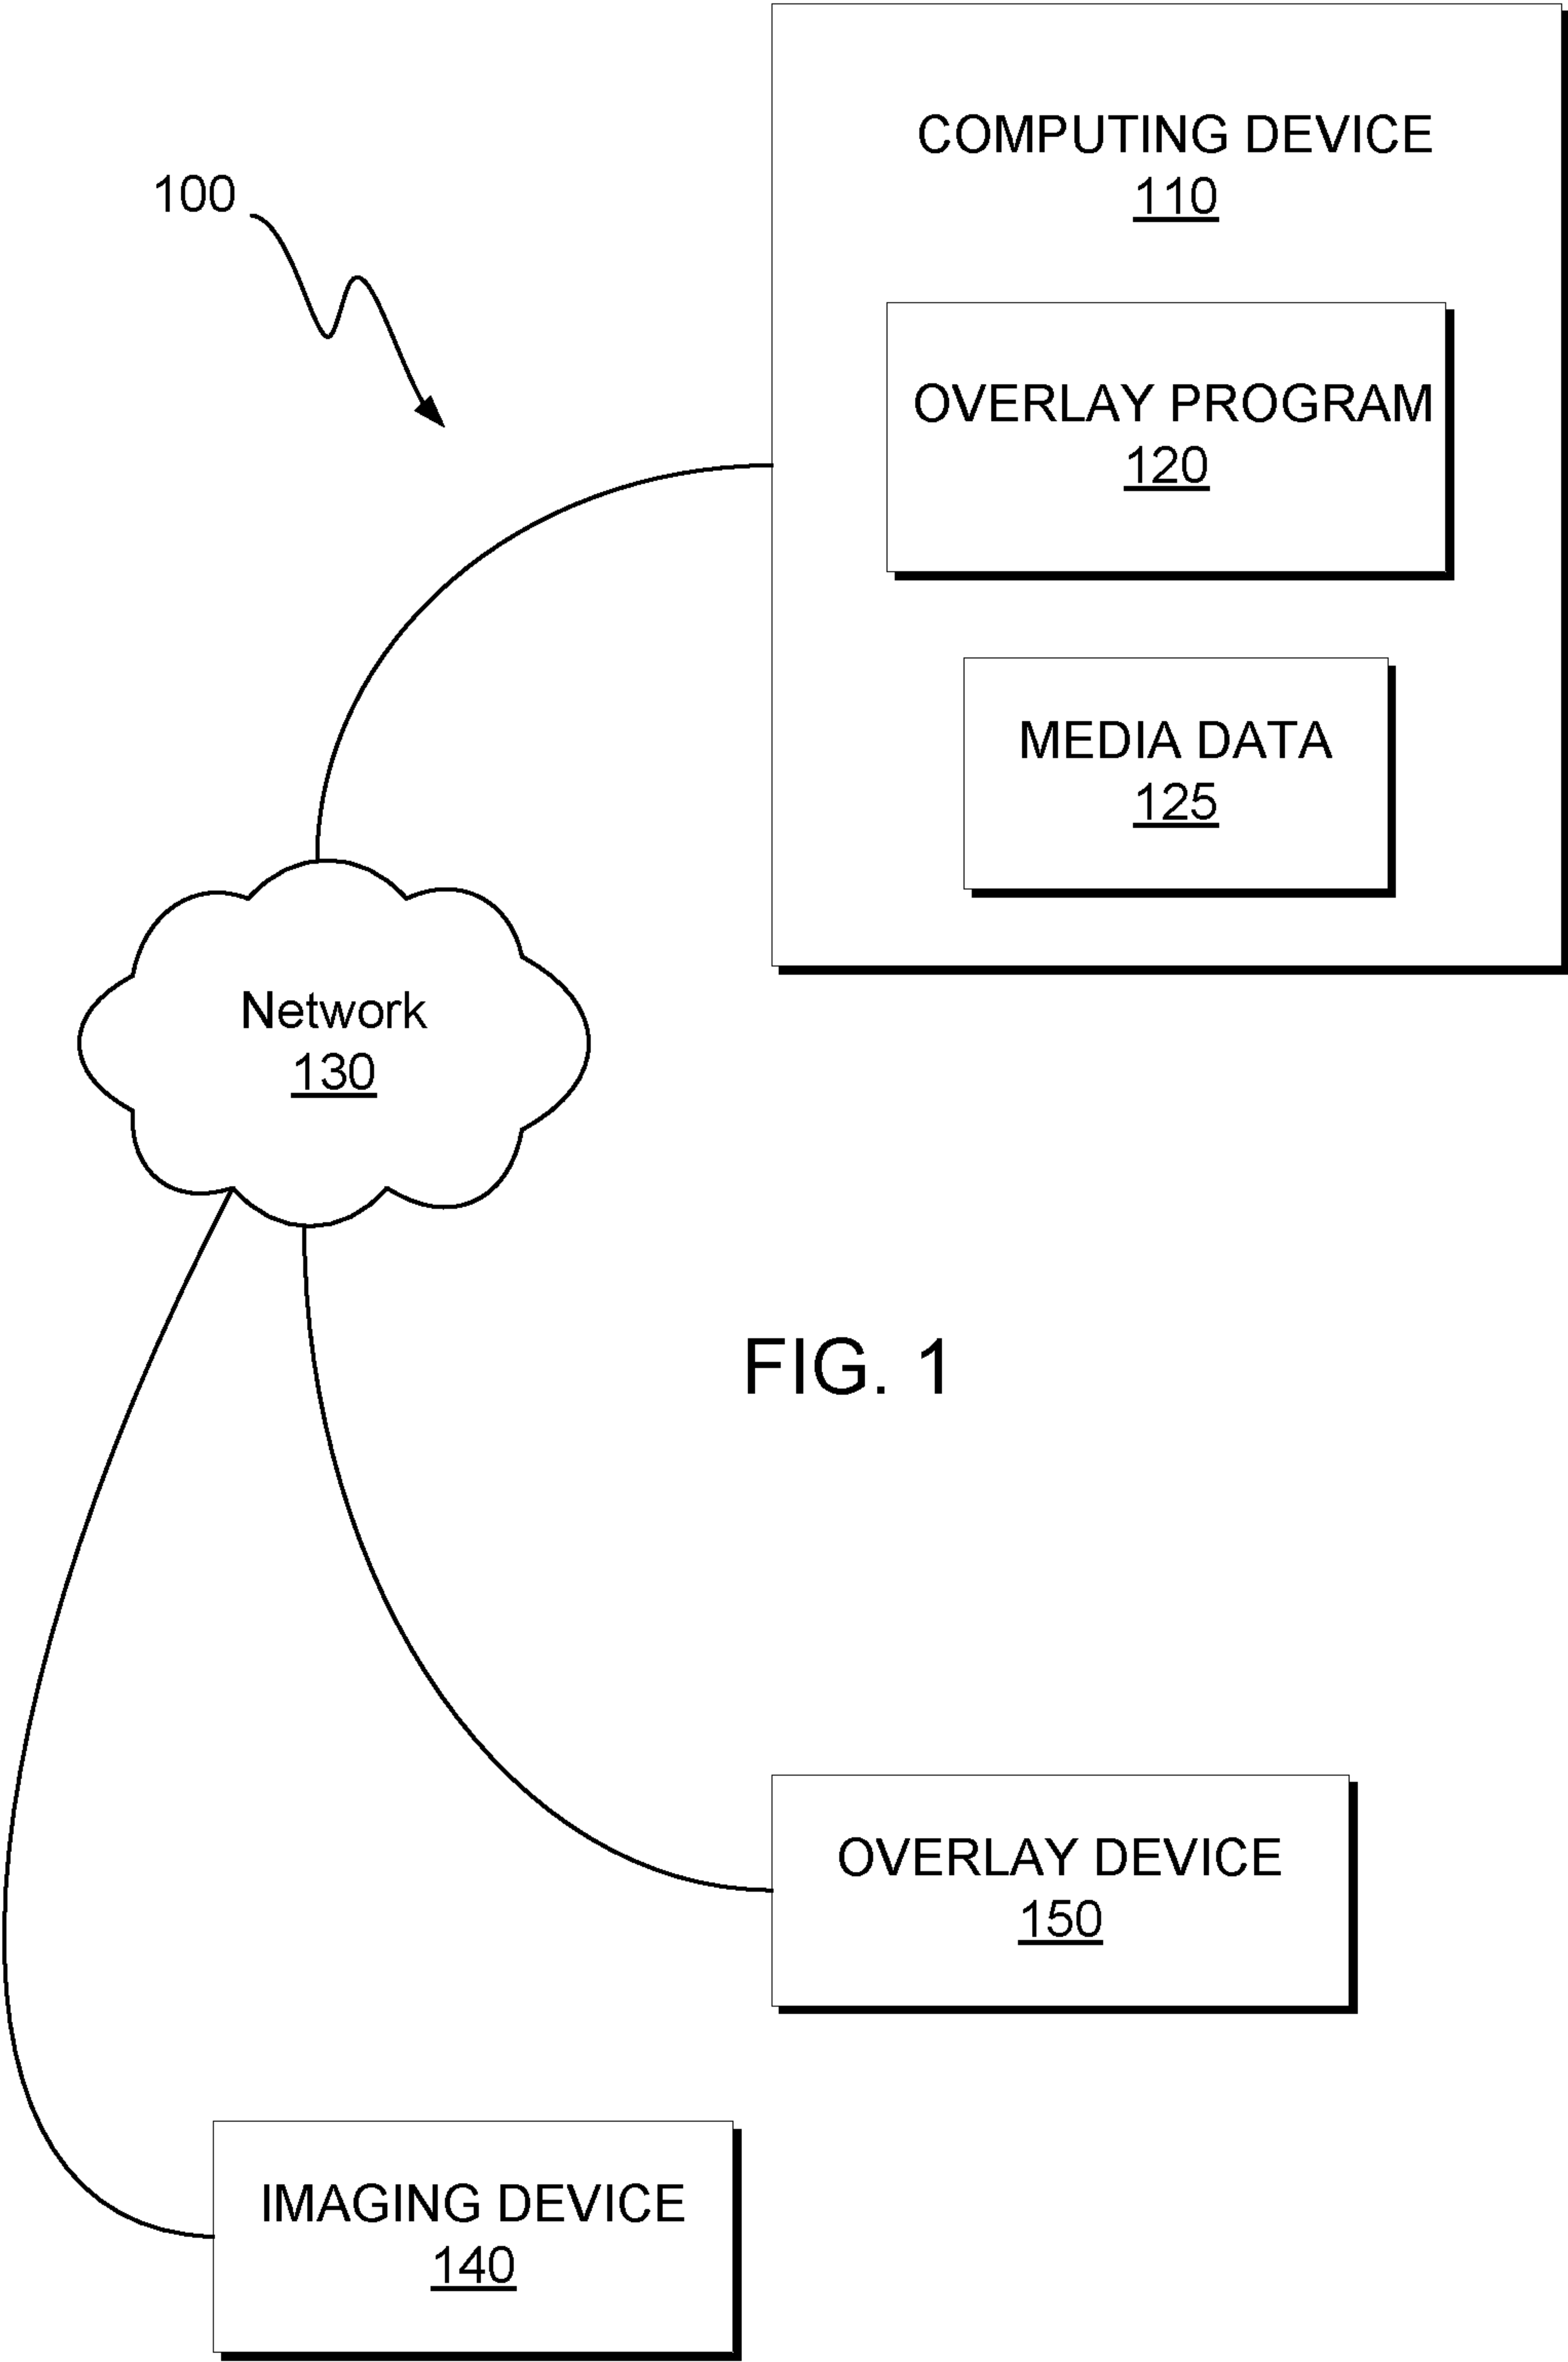 100
COMPUTING DEVICE
110
OVERLAY PROGRAM
120
MEDIA DATA
125
Network
130
FIG. 1
OVERLAY DEVICE
150
IMAGING DEVICE
140